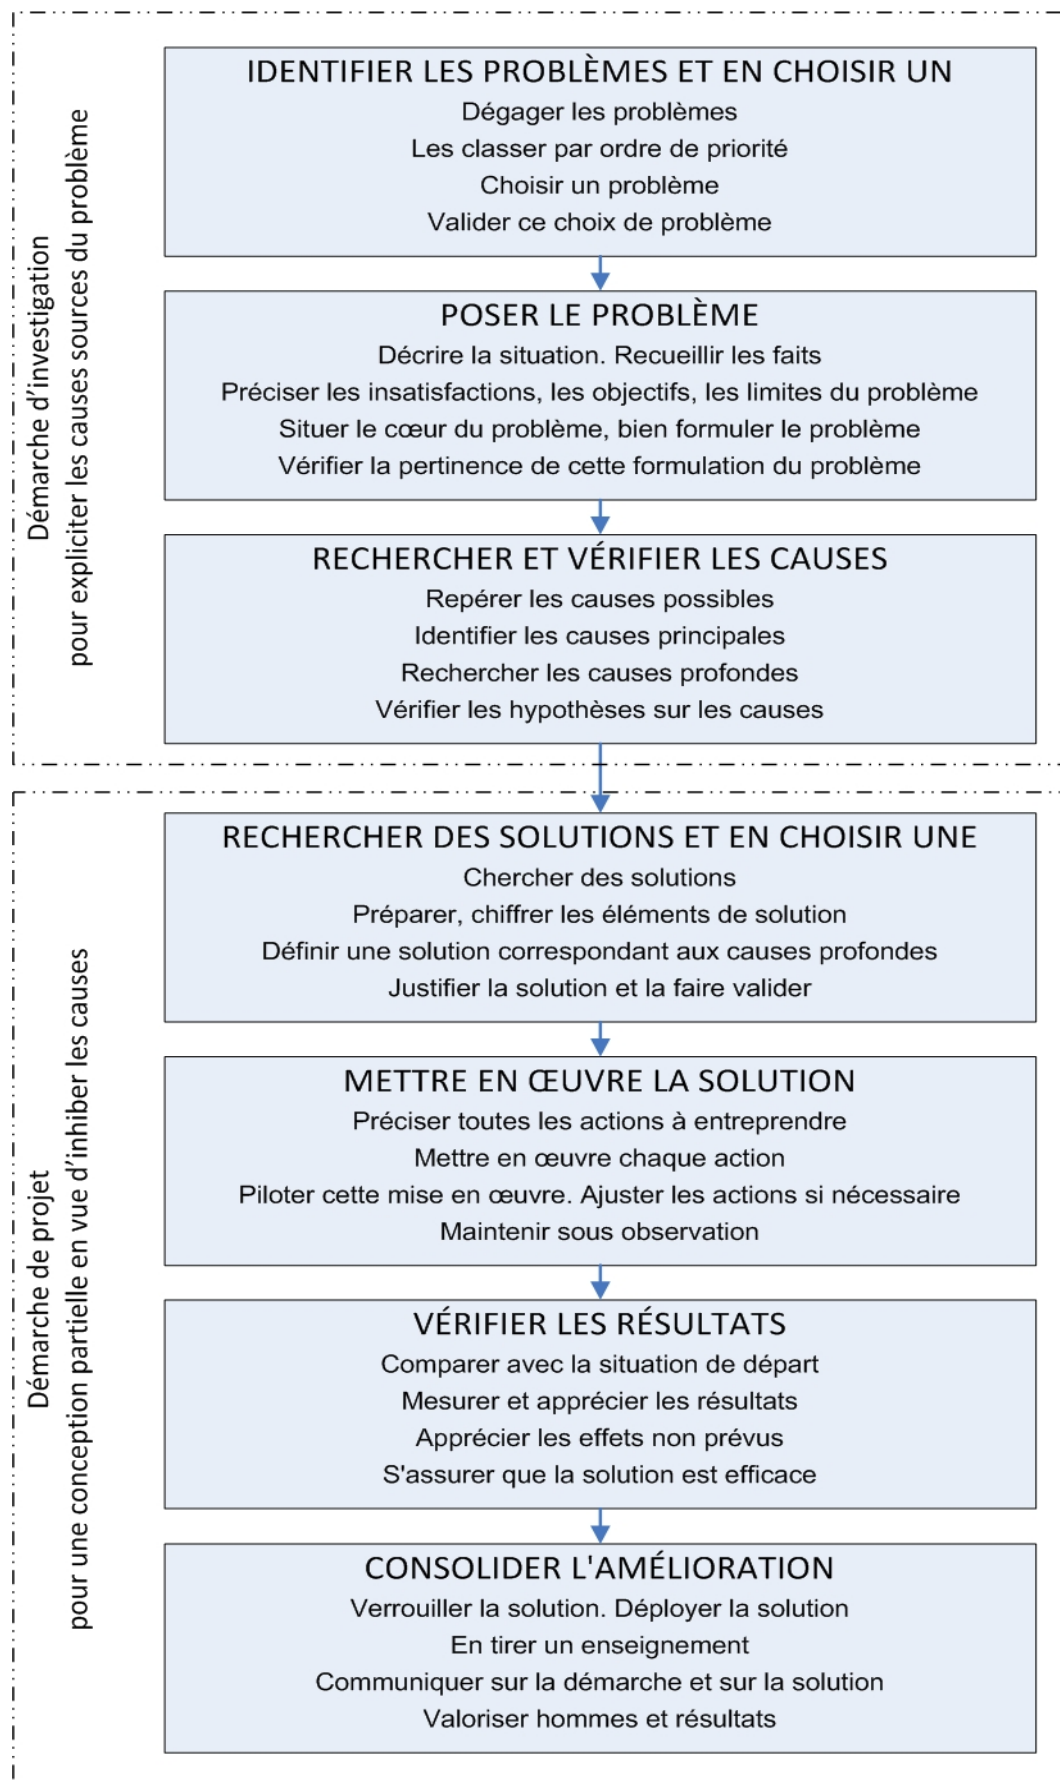 Démarche d'investigation
pour expliciter les causes sources du problème
IDENTIFIER LES PROBLÈMES ET EN CHOISIR UN
Dégager les problèmes
Les classer par ordre de priorité
Choisir un problème
Valider ce choix de problème
POSER LE PROBLÈME
Décrire la situation. Recueillir les faits
Préciser les insatisfactions, les objectifs, les limites du problème
Situer le cœur du problème, bien formuler le problème
Vérifier la pertinence de cette formulation du problème
RECHERCHER ET VÉRIFIER LES CAUSES
Repérer les causes possibles
Identifier les causes principales
Rechercher les causes profondes
Vérifier les hypothèses sur les causes
Démarche de projet
pour une conception partielle en vue d'inhiber les causes
RECHERCHER DES SOLUTIONS ET EN CHOISIR UNE
Chercher des solutions
Préparer, chiffrer les éléments de solution
Définir une solution correspondant aux causes profondes
Justifier la solution et la faire valider
METTRE EN ŒUVRE LA SOLUTION
Préciser toutes les actions à entreprendre
Mettre en œuvre chaque action
Piloter cette mise en œuvre. Ajuster les actions si nécessaire
Maintenir sous observation
VÉRIFIER LES RÉSULTATS
Comparer avec la situation de départ
Mesurer et apprécier les résultats
Apprécier les effets non prévus
S'assurer que la solution est efficace
CONSOLIDER L'AMÉLIORATION
Verrouiller la solution. Déployer la solution
En tirer un enseignement
Communiquer sur la démarche et sur la solution
Valoriser hommes et résultats